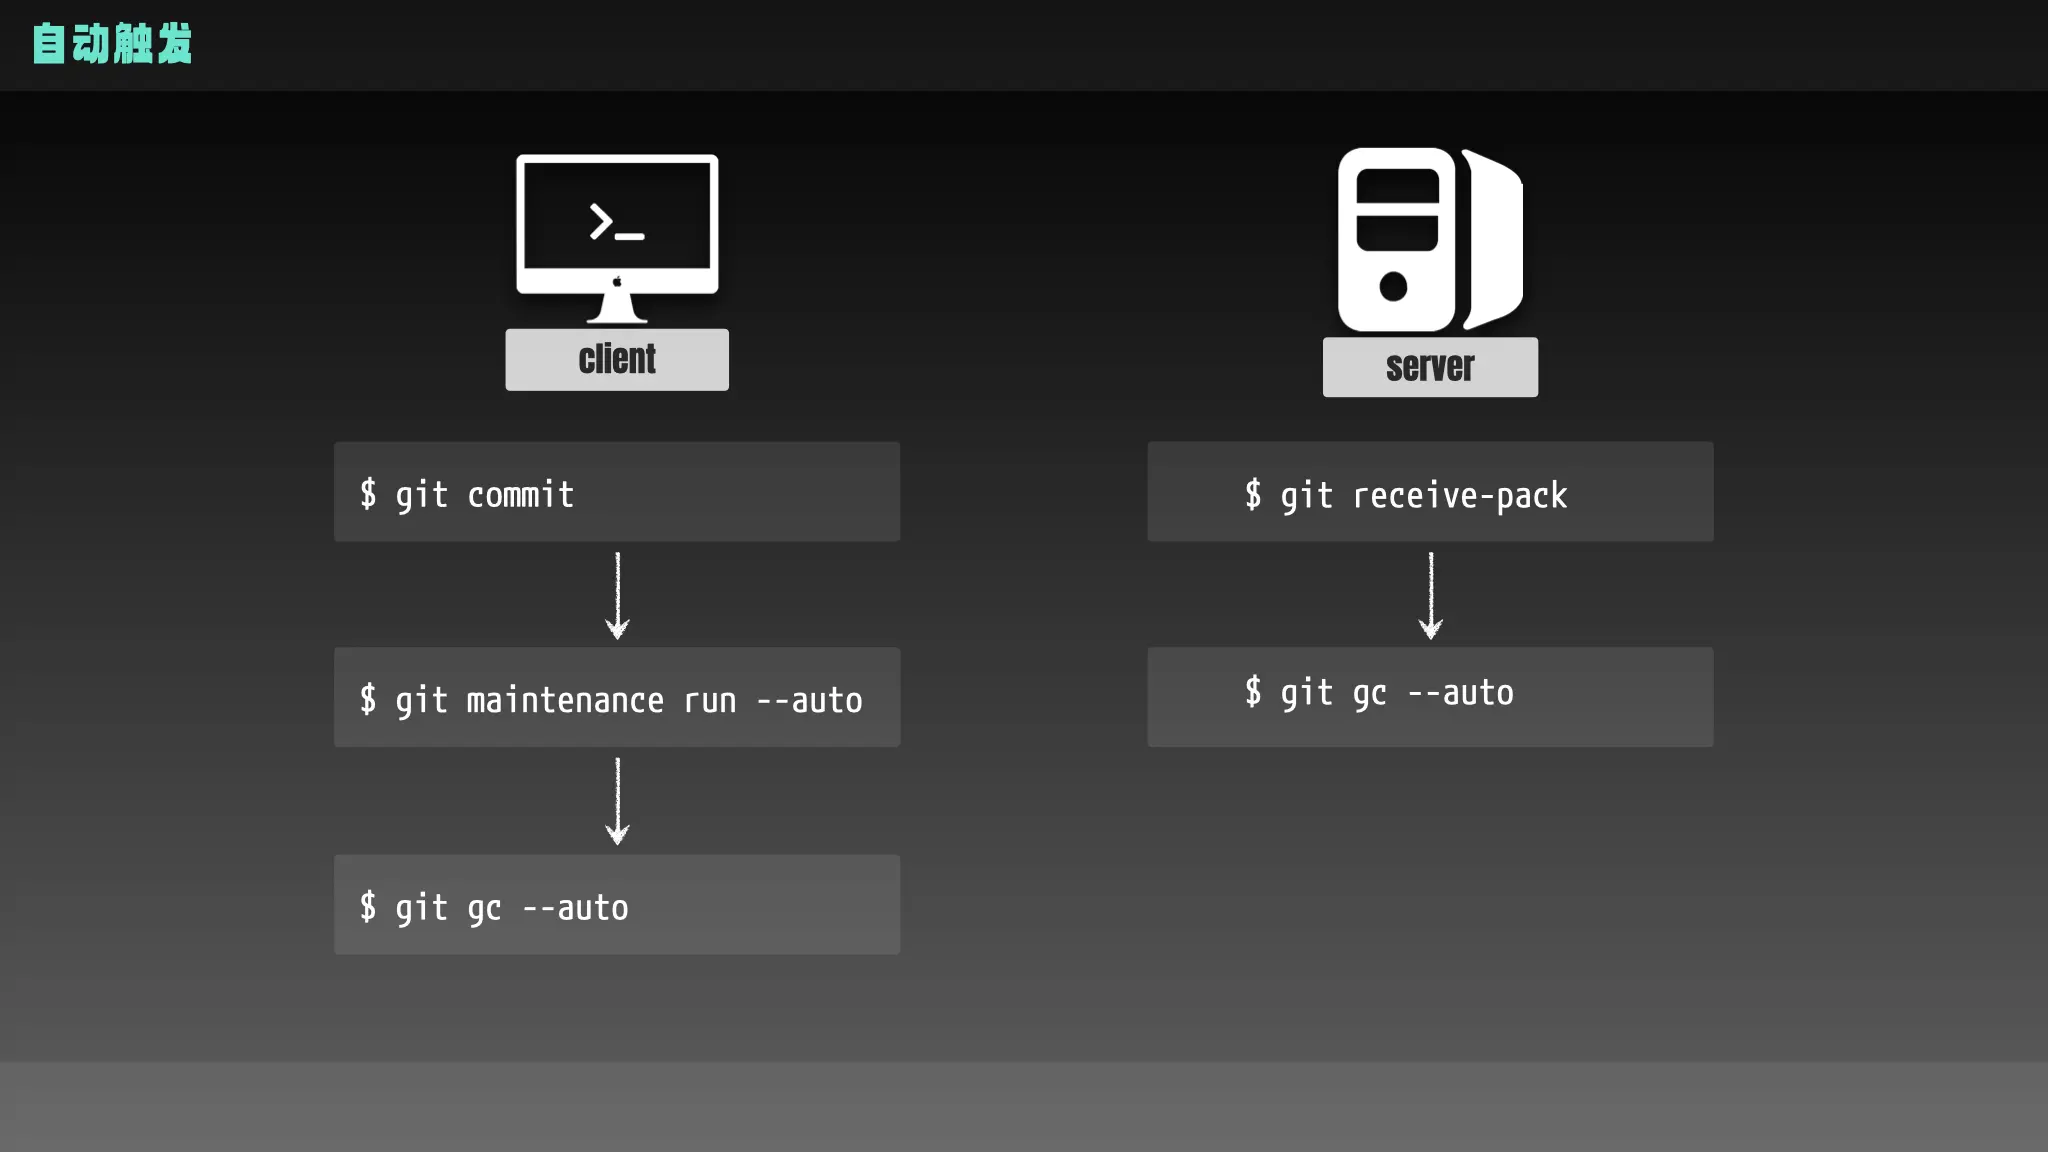 自动触发
client
$ git commit
$ git maintenance run --auto
$ git gc --auto
server
$ git receive-pack
$ git gc --auto